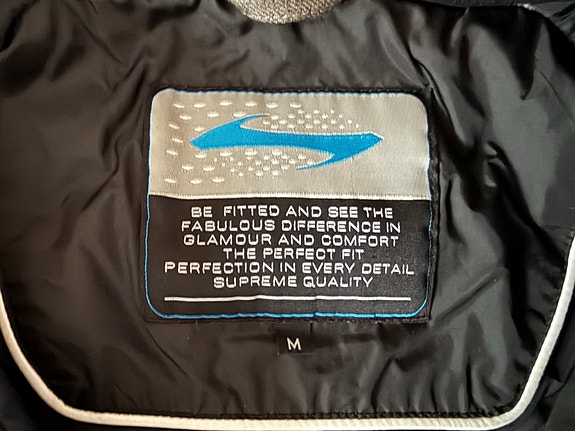 BE FITTED AND SEE THE
FABULOUS DIFFERENCE IN
GLAMOUR AND COMFORT
THE PERFECT FIT
PERFECTION IN EVERY DETAIL
SUPREME QUALITY
M